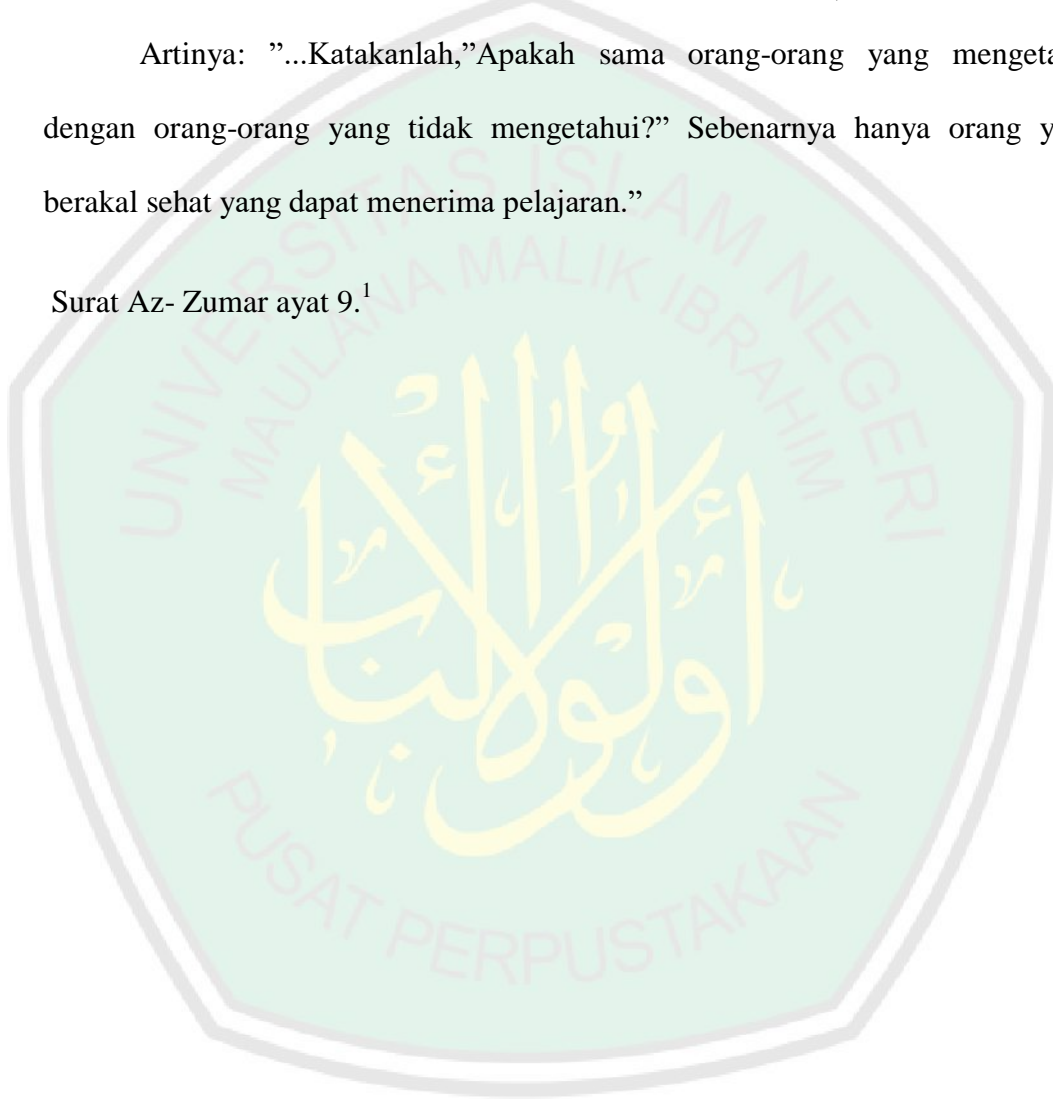 Artinya: ”...Katakanlah,”Apakah sama orang-orang yang mengeta
dengan orang-orang yang tidak mengetahui?” Sebenarnya hanya orang y
berakal sehat yang dapat menerima pelajaran.”
Surat Az- Zumar ayat 9.¹
UNIVERSITAS ISLAM NEGERI
MAULANA MALIK IBRAHIM
أولوا الألباب
PUSAT PERPUSTAKAAN